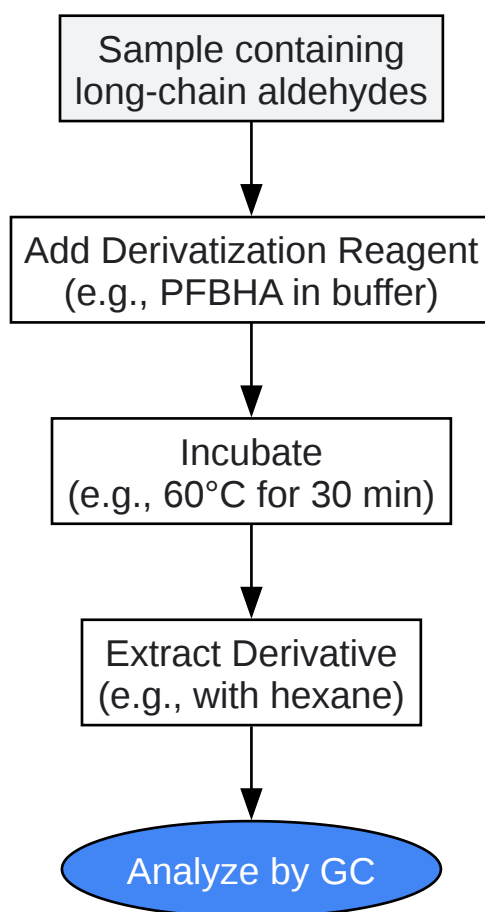 Sample containing
long-chain aldehydes
Add Derivatization Reagent
(e.g., PFBHA in buffer)
Incubate
(e.g., 60°C for 30 min)
Extract Derivative
(e.g., with hexane)
Analyze by GC